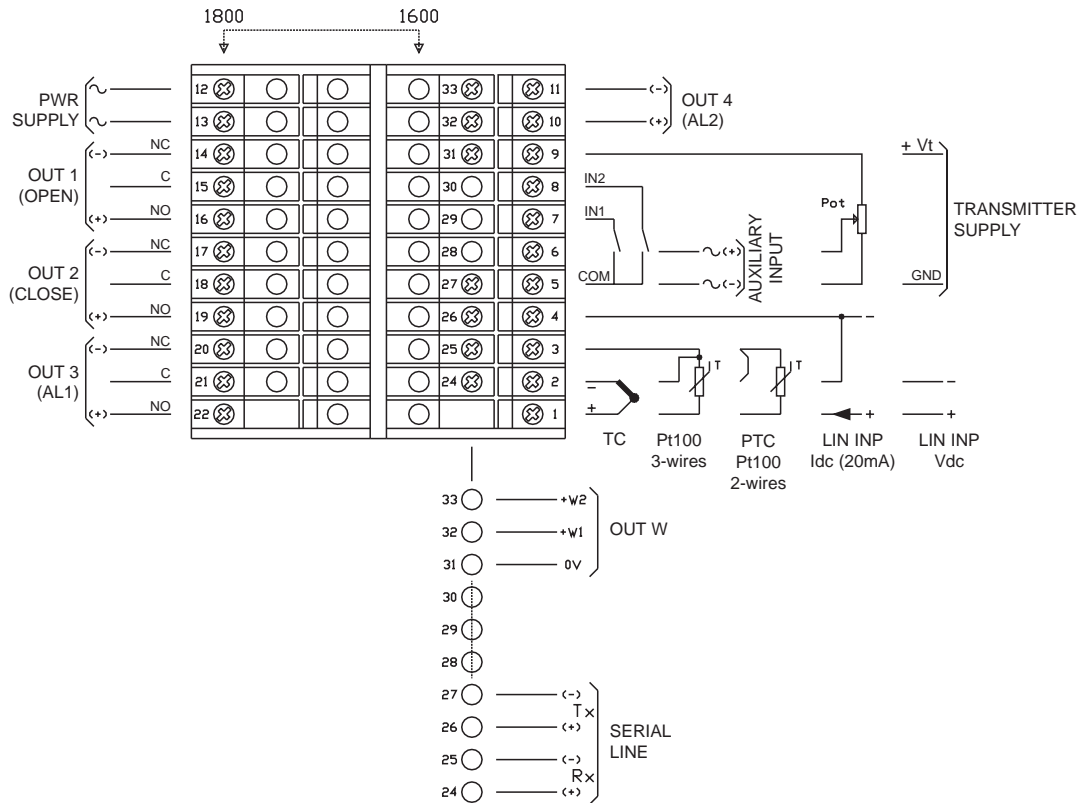 1800 1600
PWR
SUPPLY
OUT 1
(OPEN)
OUT 2
(CLOSE)
OUT 3
(AL1)
(-) NC
C
(+) NO
(-) NC
C
(+) NO
(-) NC
C
(+) NO
12 33 11
13 32 10
14 31 9
15 30 8
16 29 7
17 28 6
18 27 5
19 26 4
20 25 3
21 24 2
22 1
(-)
(+)
OUT 4
(AL2)
IN2
IN1
COM
(+)
(-)
AUXILIARY
INPUT
Pot
+ Vt
GND
TRANSMITTER
SUPPLY
-
-
+
T
T
+
-
+
TC
Pt100
3-wires
PTC
Pt100
2-wires
LIN INP
Idc (20mA)
LIN INP
Vdc
33 +W2
32 +W1
31 0V
OUT W
30
29
28
27 (-)
Tx
26 (+)
25 (-)
Rx
24 (+)
SERIAL
LINE